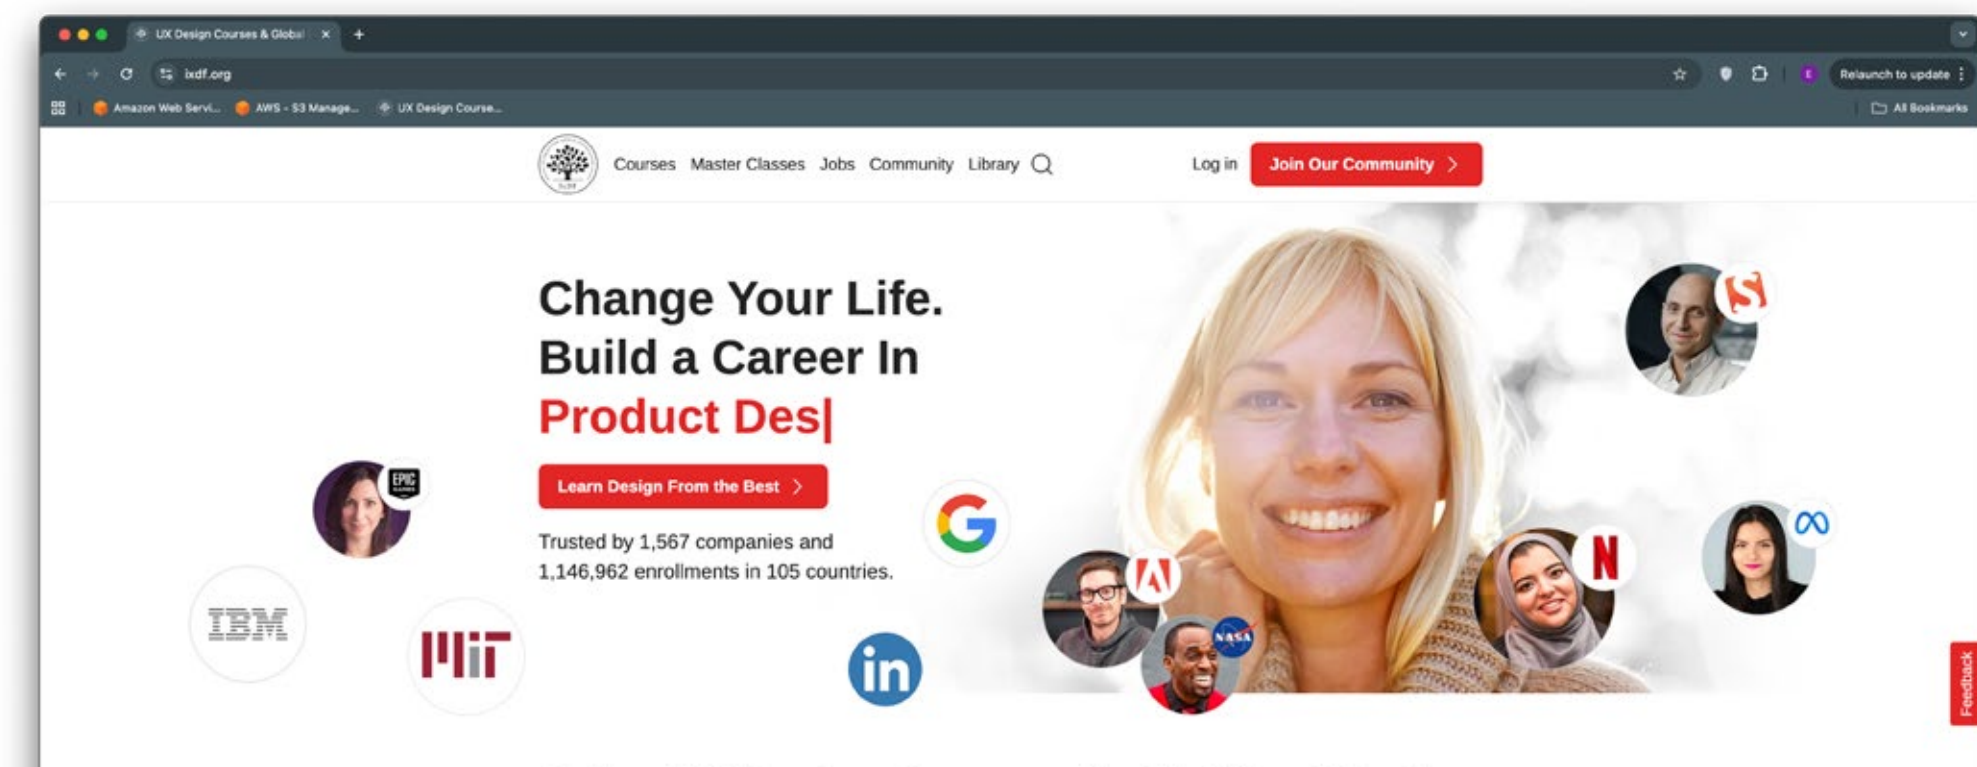 UX Design Courses & Global
ixdf.org
Relaunch to update
Amazon Web Servi...
AWS - S3 Manage...
UX Design Course...
All Bookmarks
Courses Master Classes Jobs Community Library
Log in
Join Our Community
Change Your Life.
Build a Career In
Product Des|
Learn Design From the Best
Trusted by 1,567 companies and
1,146,962 enrollments in 105 countries.
EPIC
GAMES
IBM
MIT
G
in
NASA
N
S
E
Feedback